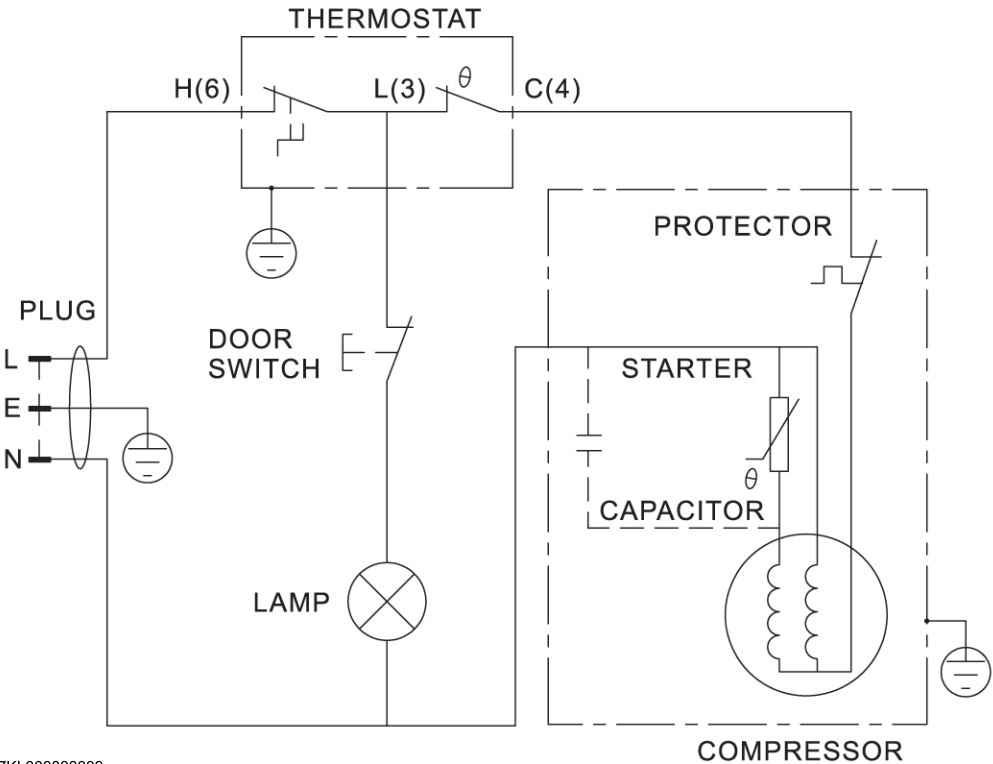 THERMOSTAT
H(6) L(3) θ C(4)
PROTECTOR
PLUG
DOOR
SWITCH
L
STARTER
E
N
θ
CAPACITOR
LAMP
COMPRESSOR